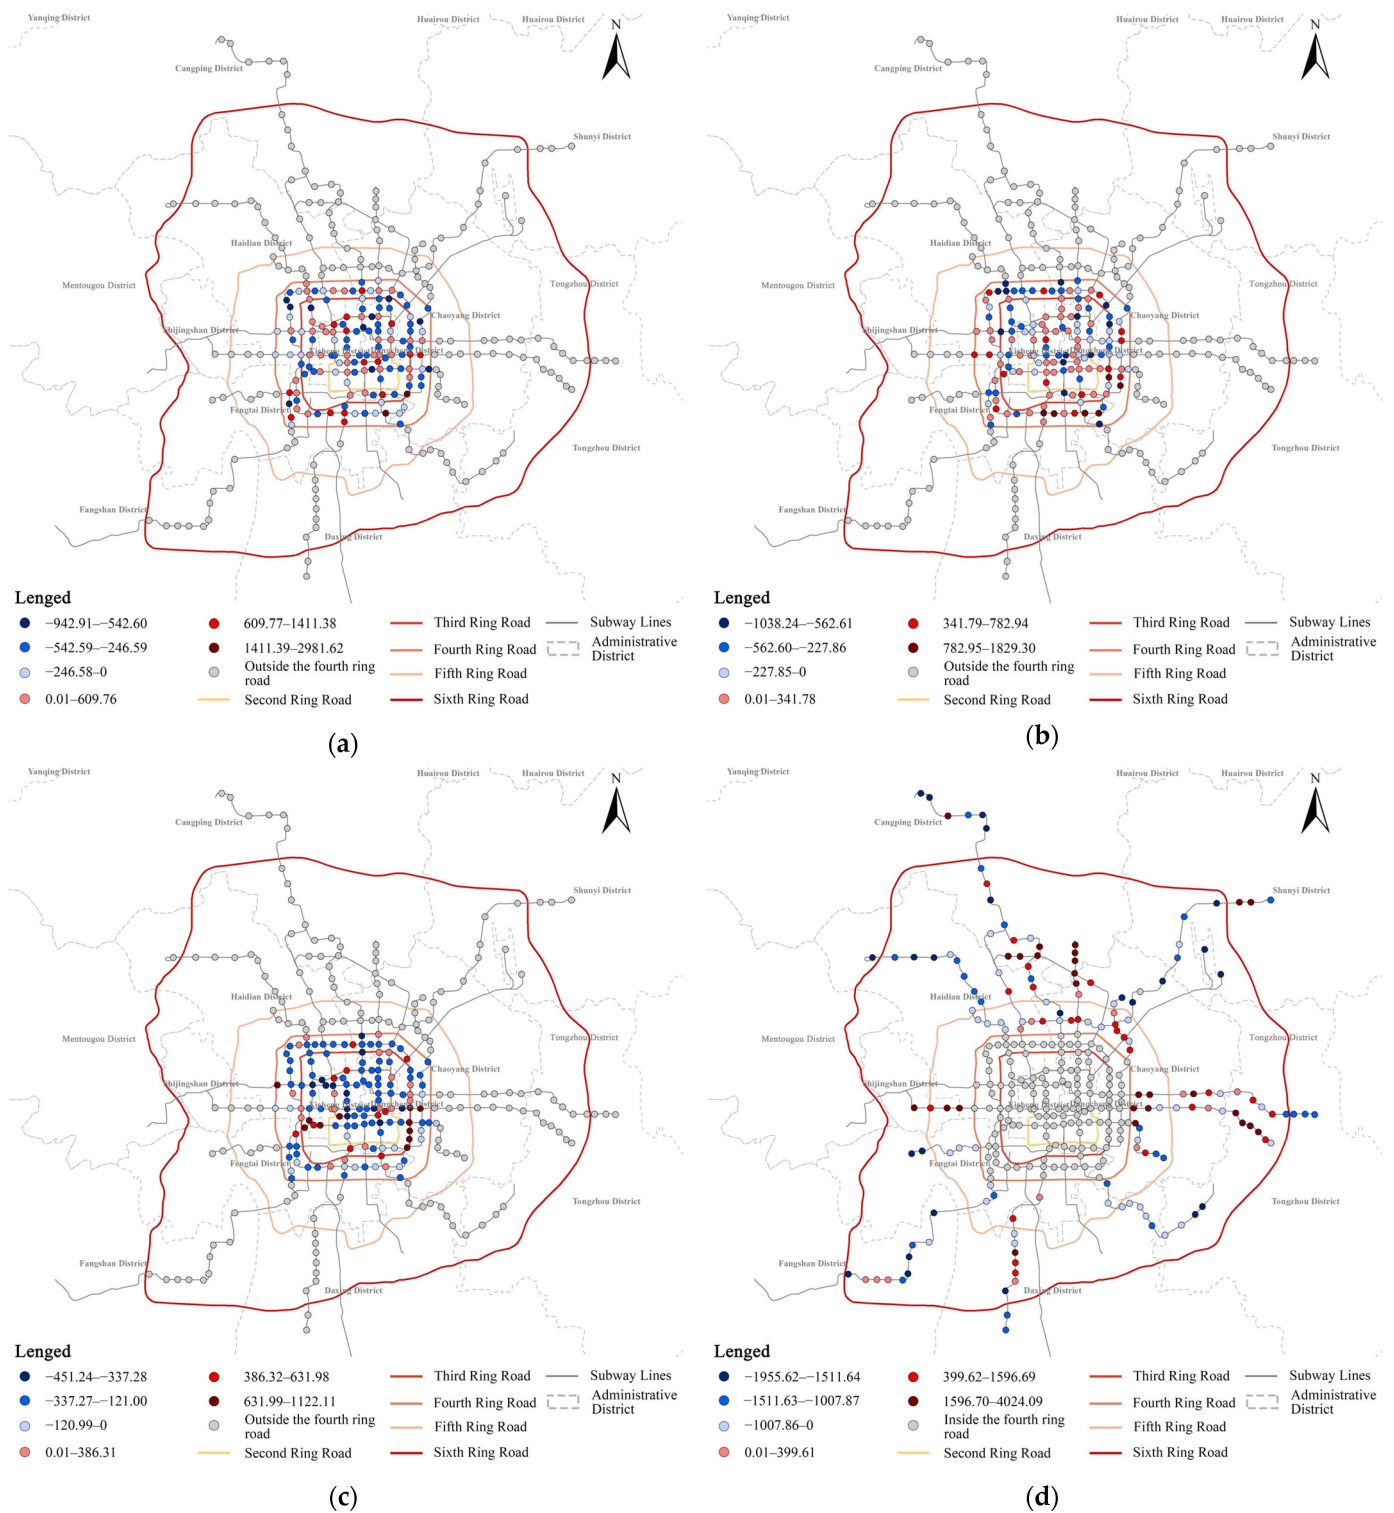 Yanqing District
Huairou District
Huairou District
N
Cangping District
Shunyi District
Haidian District
Mentougou District
Tongzhou District
Chaoyang District
Shijingshan District
Xicheng District
Dongcheng District
Fengtai District
Tongzhou District
Fangshan District
Daxing District
Lenged
−942.91–−542.60
−542.59–−246.59
−246.58–0
0.01–609.76
609.77–1411.38
1411.39–2981.62
Outside the fourth ring
road
Second Ring Road
Third Ring Road
Fourth Ring Road
Fifth Ring Road
Sixth Ring Road
Subway Lines
Administrative
District
(a)
Yanqing District
Huairou District
Huairou District
N
Cangping District
Shunyi District
Haidian District
Mentougou District
Tongzhou District
Chaoyang District
Shijingshan District
Xicheng District
Dongcheng District
Fengtai District
Tongzhou District
Fangshan District
Daxing District
Lenged
−1038.24–−562.61
−562.60–−227.86
−227.85–0
0.01–341.78
341.79–782.94
782.95–1829.30
Outside the fourth ring
road
Second Ring Road
Third Ring Road
Fourth Ring Road
Fifth Ring Road
Sixth Ring Road
Subway Lines
Administrative
District
(b)
Yanqing District
Huairou District
Huairou District
N
Cangping District
Shunyi District
Haidian District
Mentougou District
Tongzhou District
Chaoyang District
Shijingshan District
Xicheng District
Dongcheng District
Fengtai District
Tongzhou District
Fangshan District
Daxing District
Lenged
−451.24–−337.28
−337.27–−121.00
−120.99–0
0.01–386.31
386.32–631.98
631.99–1122.11
Outside the fourth ring
road
Second Ring Road
Third Ring Road
Fourth Ring Road
Fifth Ring Road
Sixth Ring Road
Subway Lines
Administrative
District
(c)
Yanqing District
Huairou District
Huairou District
N
Cangping District
Shunyi District
Haidian District
Mentougou District
Tongzhou District
Chaoyang District
Shijingshan District
Xicheng District
Dongcheng District
Fengtai District
Tongzhou District
Fangshan District
Daxing District
Lenged
−1955.62–−1511.64
−1511.63–−1007.87
−1007.86–0
0.01–399.61
399.62–1596.69
1596.70–4024.09
Inside the fourth ring
road
Second Ring Road
Third Ring Road
Fourth Ring Road
Fifth Ring Road
Sixth Ring Road
Subway Lines
Administrative
District
(d)